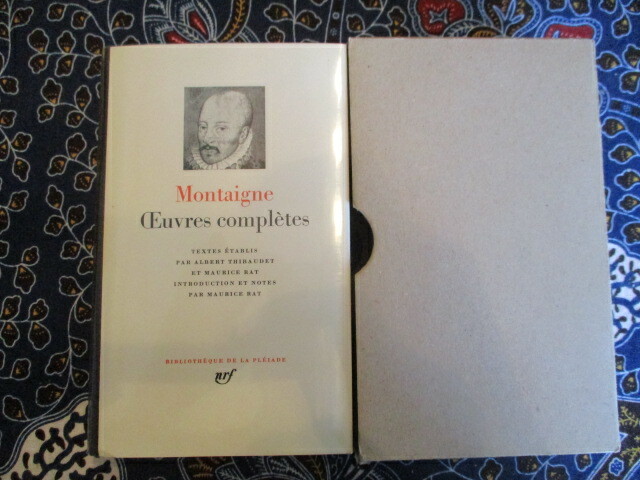 Montaigne
Œuvres complètes
TEXTES ÉTABLIS
PAR ALBERT THIBAUDET
ET MAURICE RAT
INTRODUCTION ET NOTES
PAR MAURICE RAT
BIBLIOTHÈQUE DE LA PLÉIADE
nrf